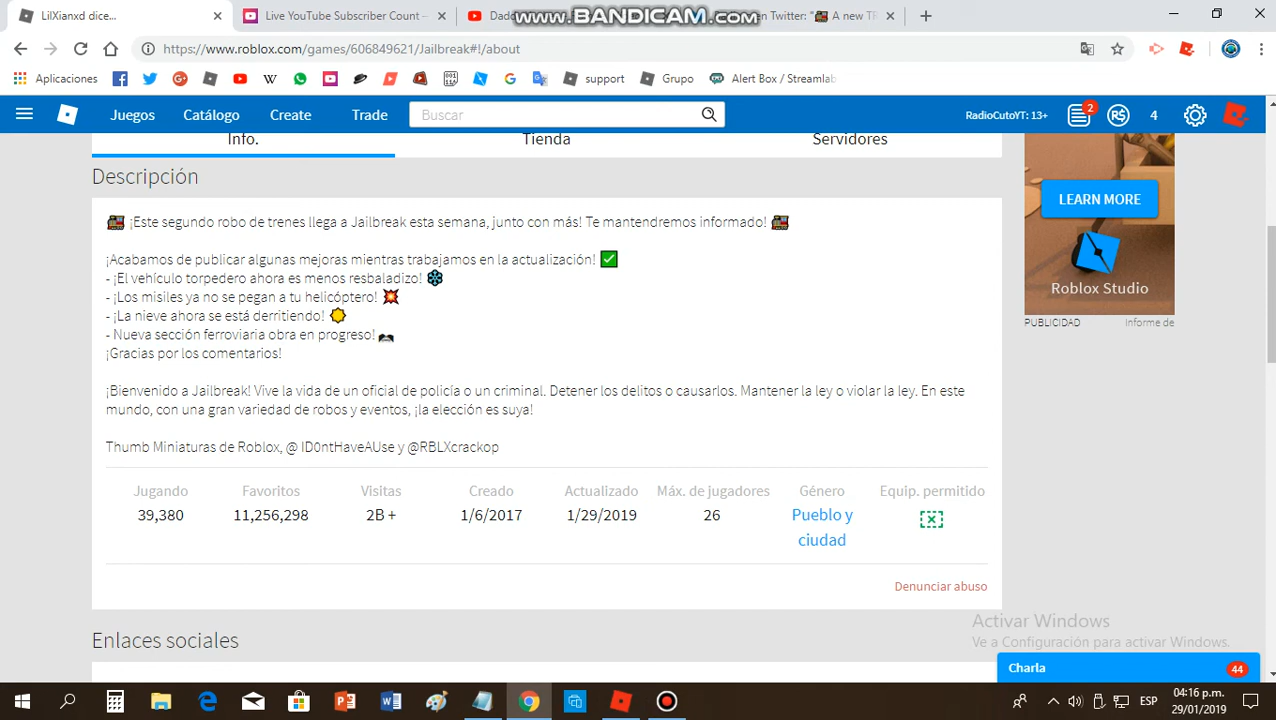 LilXianxd dice...
Live YouTube Subscriber Count –
www.BANDICAM.com
en Twitter: "🚂 A new TR
https://www.roblox.com/games/606849621/Jailbreak#!/about
Aplicaciones
support
Grupo
Alert Box / Streamlab
Juegos
Catálogo
Create
Trade
Buscar
RadioCutoYT: 13+
2
R$
4
Info.
Tienda
Servidores
Descripción
🚂 ¡Este segundo robo de trenes llega a Jailbreak esta semana, junto con más! Te mantendremos informado! 🚂
¡Acabamos de publicar algunas mejoras mientras trabajamos en la actualización! ✅
- ¡El vehículo torpedero ahora es menos resbaladizo! ❄
- ¡Los misiles ya no se pegan a tu helicóptero! 💥
- ¡La nieve ahora se está derritiendo! ☀
- Nueva sección ferroviaria obra en progreso! 🛤
¡Gracias por los comentarios!
¡Bienvenido a Jailbreak! Vive la vida de un oficial de policía o un criminal. Detener los delitos o causarlos. Mantener la ley o violar la ley. En este
mundo, con una gran variedad de robos y eventos, ¡la elección es suya!
Thumb Miniaturas de Roblox, @ ID0ntHaveAUse y @RBLXcrackop
Jugando
Favoritos
Visitas
Creado
Actualizado
Máx. de jugadores
Género
Equip. permitido
39,380
11,256,298
2B +
1/6/2017
1/29/2019
26
Pueblo y
ciudad
Denunciar abuso
LEARN MORE
Roblox Studio
PUBLICIDAD
Informe de
Enlaces sociales
Activar Windows
Ve a Configuración para activar Windows.
Charla
44
ESP
04:16 p.m.
29/01/2019